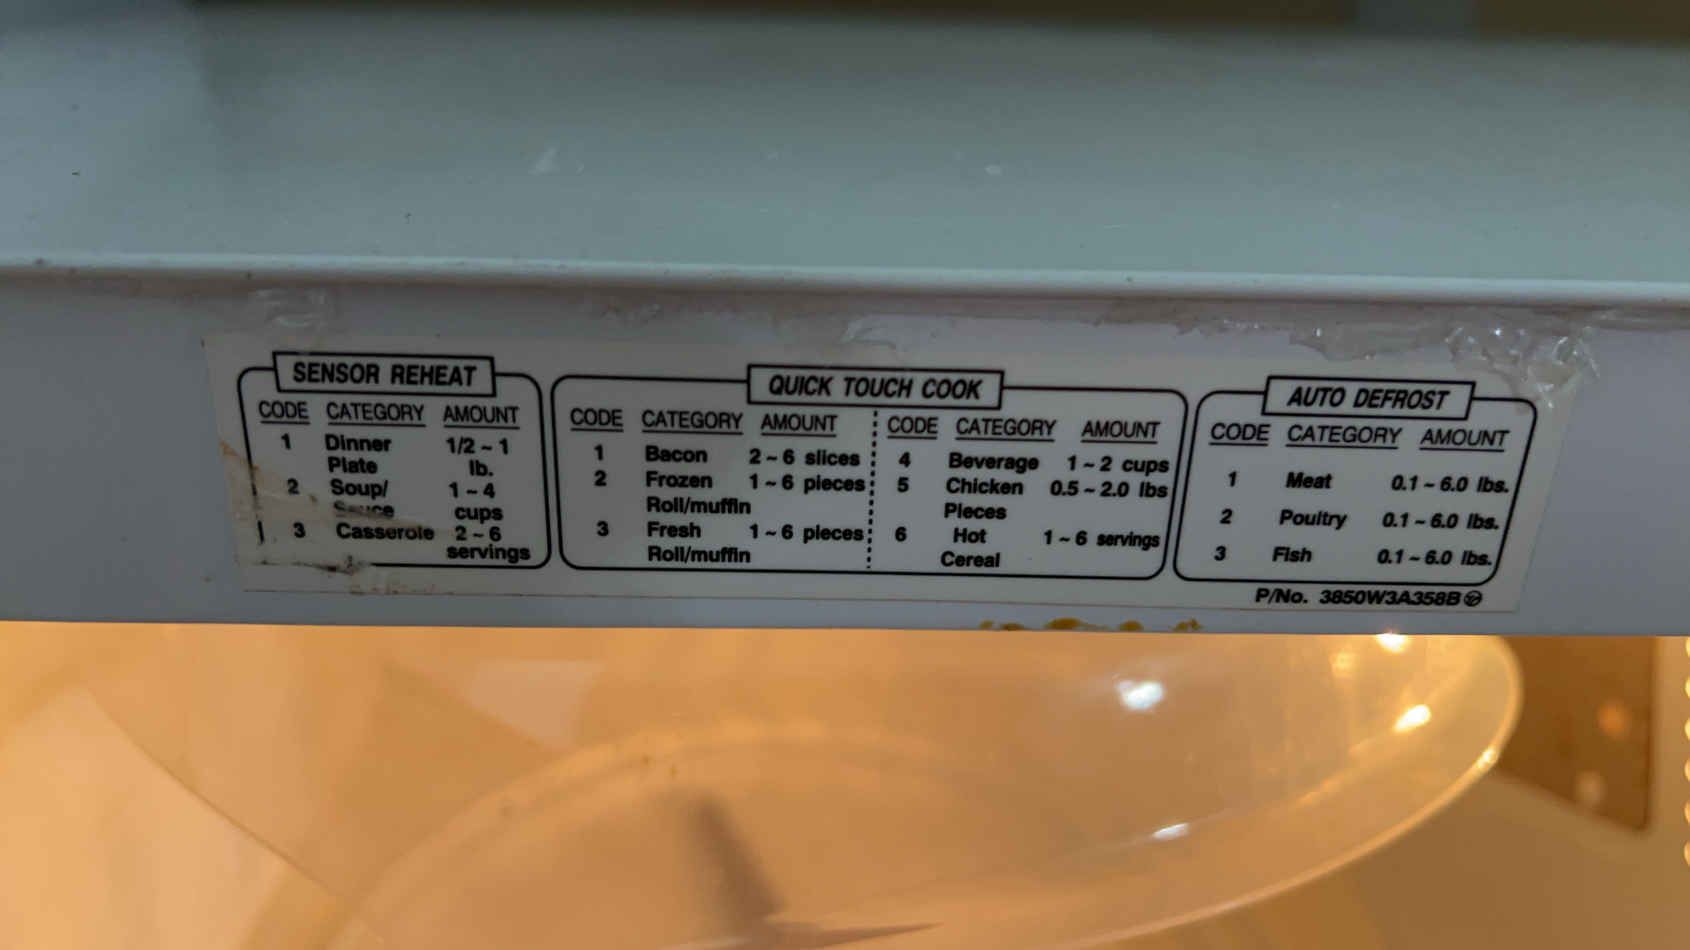 SENSOR REHEAT
CODE CATEGORY AMOUNT
1 Dinner 1/2 ~ 1
Plate lb.
2 Soup/ 1 ~ 4
Sauce cups
3 Casserole 2 ~ 6
servings
QUICK TOUCH COOK
CODE CATEGORY AMOUNT
1 Bacon 2 ~ 6 slices
2 Frozen 1 ~ 6 pieces
Roll/muffin
3 Fresh 1 ~ 6 pieces
Roll/muffin
CODE CATEGORY AMOUNT
4 Beverage 1 ~ 2 cups
5 Chicken 0.5 ~ 2.0 lbs
Pieces
6 Hot 1 ~ 6 servings
Cereal
AUTO DEFROST
CODE CATEGORY AMOUNT
1 Meat 0.1 ~ 6.0 lbs.
2 Poultry 0.1 ~ 6.0 lbs.
3 Fish 0.1 ~ 6.0 lbs.
P/No. 3850W3A358B